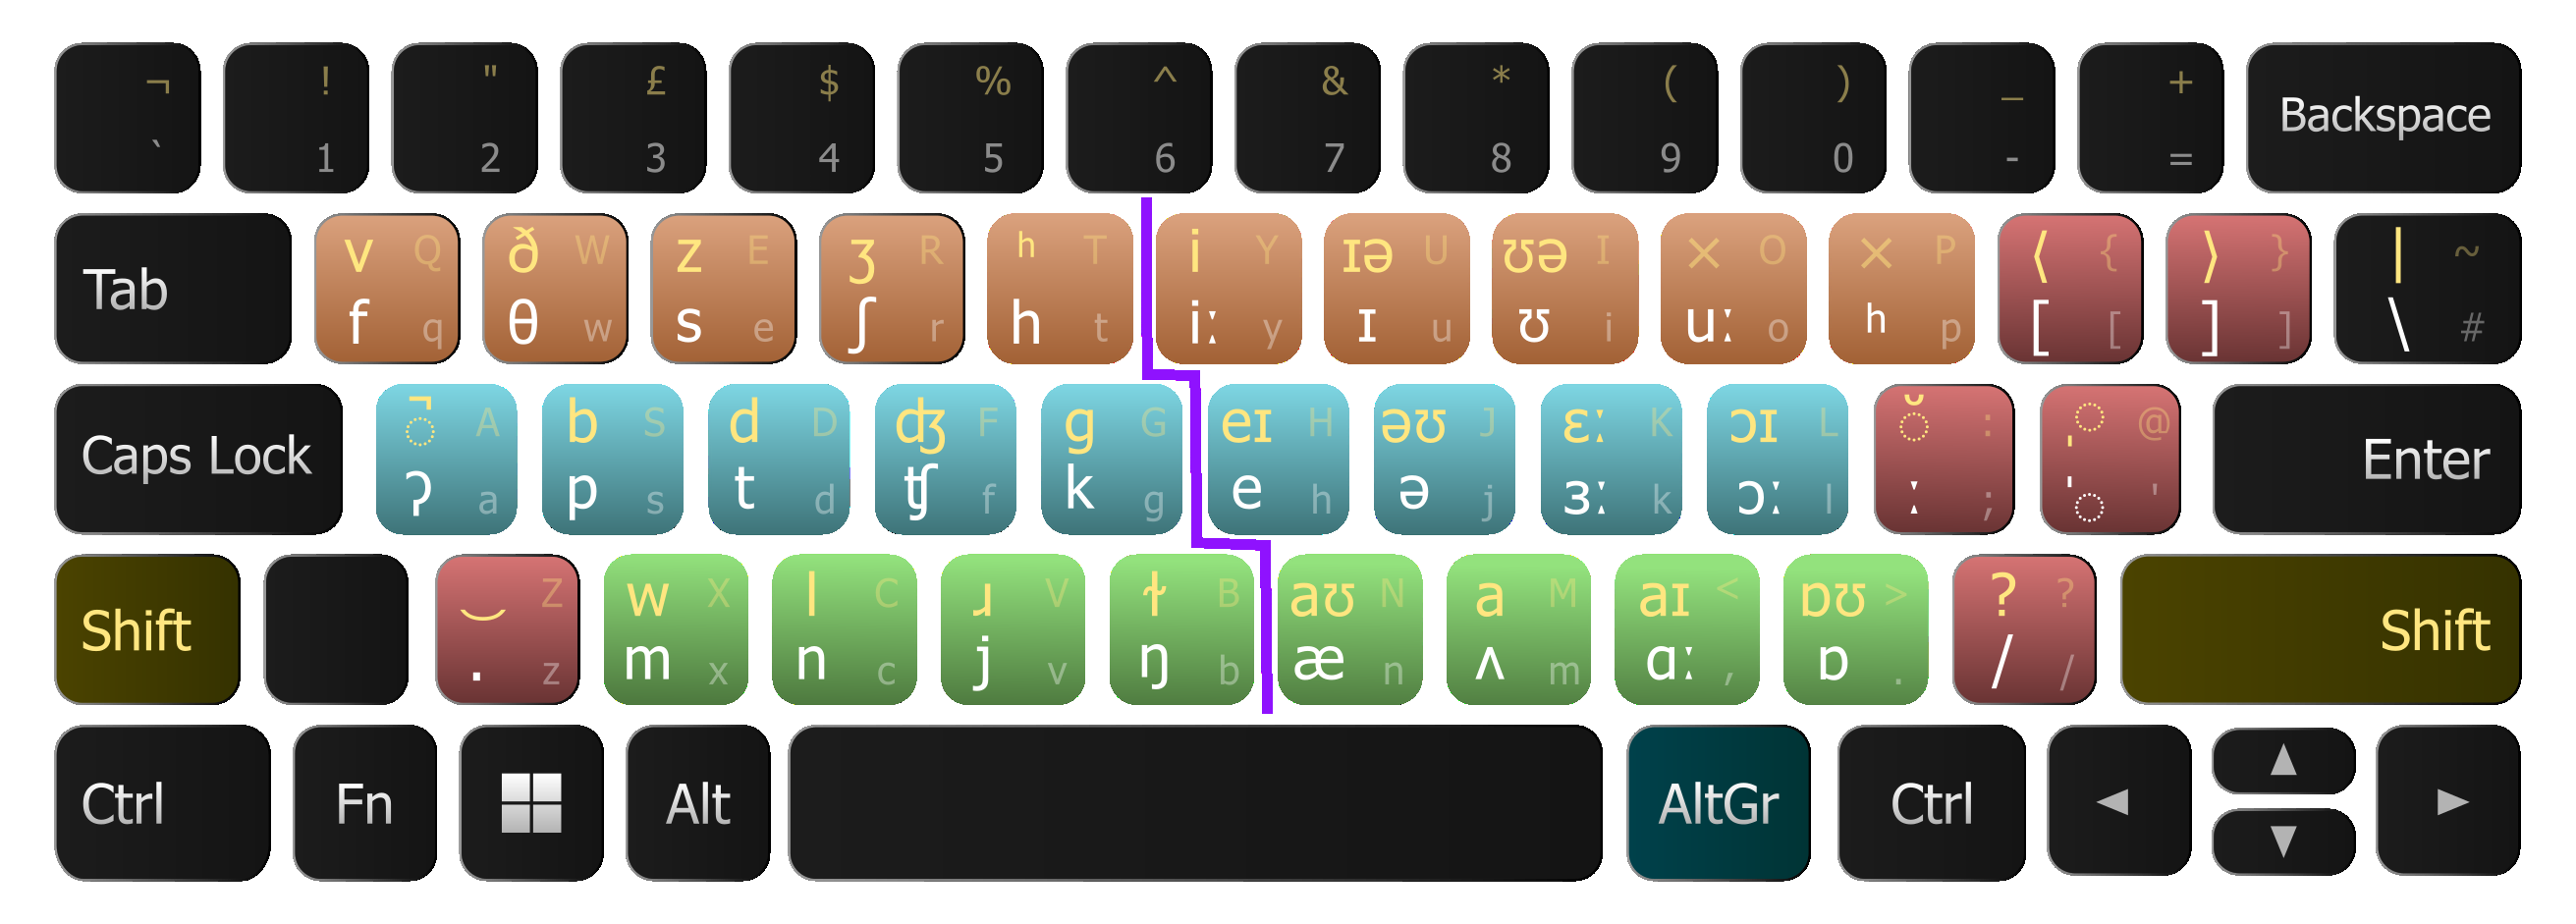 ¬ ! " £ $ % ^ & * ( ) _ +
` 1 2 3 4 5 6 7 8 9 0 - = Backspace
v Q ð W z E ʒ R ʰ T i Y ɪə U ʊə I × O × P ⟨ { ⟩ } | ~
Tab f q θ w s e ʃ r h t iː y ɪ u ʊ i uː o ʰ p [ [ ] ] \ #
◌̚ A b S d D ʤ F g G eɪ H əʊ J ɛː K ɔɪ L ◌̆ : ˌ◌ @
Caps Lock ʔ a p s t d ʧ f k g e h ə j ɜː k ɔː l ː ; ˈ◌ ' Enter
‿ Z w X l C ɹ V ɫ B aʊ N a M aɪ < ɒʊ > ? ?
Shift . z m x n c j v ŋ b æ n ʌ m ɑː , ɒ . / / Shift
Ctrl Fn Alt AltGr Ctrl ◄ ▲ ▼ ►